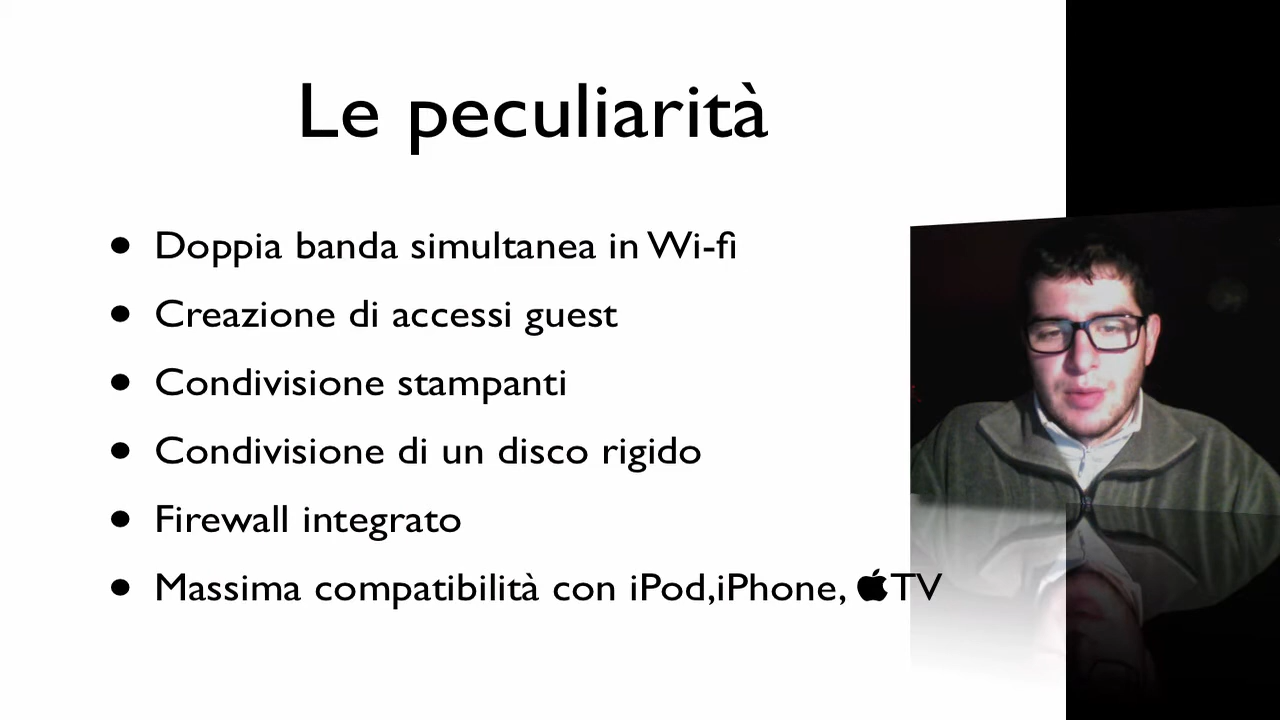 Le peculiarità
• Doppia banda simultanea in Wi-fi
• Creazione di accessi guest
• Condivisione stampanti
• Condivisione di un disco rigido
• Firewall integrato
• Massima compatibilità con iPod,iPhone, TV